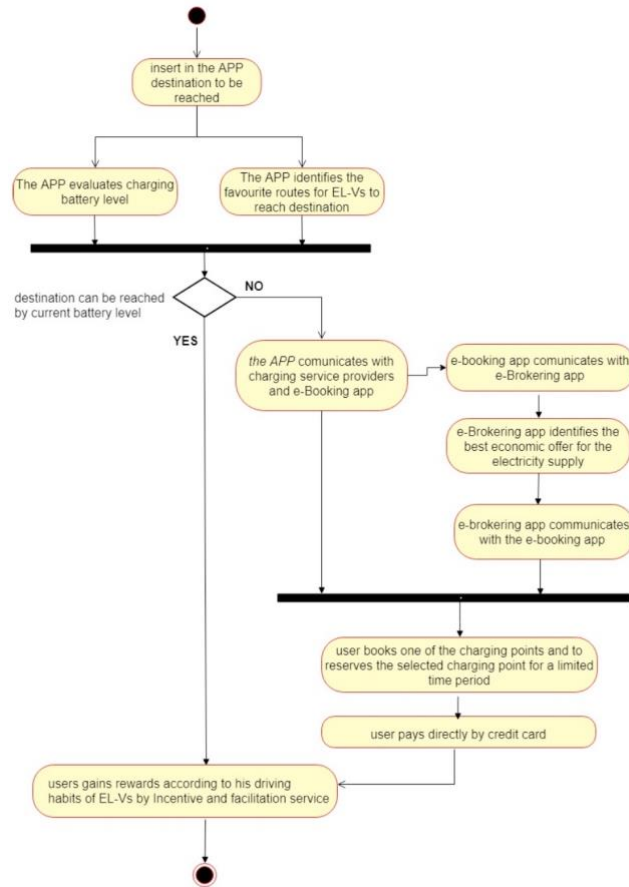 insert in the APP
destination to be
reached
The APP evaluates charging
battery level
The APP identifies the
favourite routes for EL-Vs to
reach destination
destination can be reached
by current battery level
NO
YES
the APP comunicates with
charging service providers
and e-Booking app
e-booking app comunicates with
e-Brokering app
e-Brokering app identifies the
best economic offer for the
electricity supply
e-brokering app communicates
with the e-booking app
user books one of the charging points and to
reserves the selected charging point for a limited
time period
user pays directly by credit card
users gains rewards according to his driving
habits of EL-Vs by Incentive and facilitation service